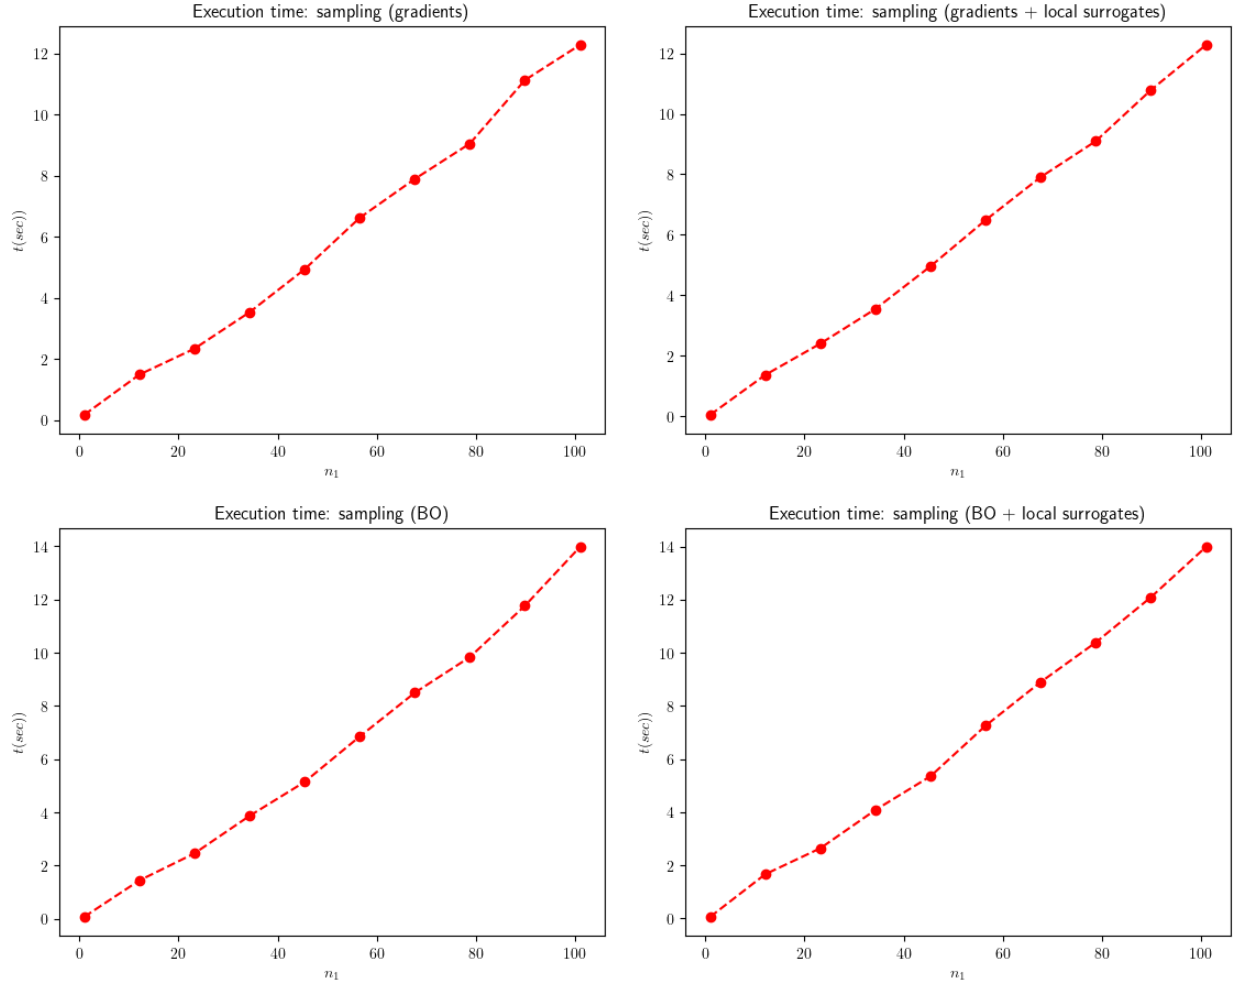 Execution time: sampling (gradients)
t(sec))
12
10
8
6
4
2
0
0 20 40 60 80 100
n₁
Execution time: sampling (gradients + local surrogates)
t(sec))
12
10
8
6
4
2
0
0 20 40 60 80 100
n₁
Execution time: sampling (BO)
t(sec))
14
12
10
8
6
4
2
0
0 20 40 60 80 100
n₁
Execution time: sampling (BO + local surrogates)
t(sec))
14
12
10
8
6
4
2
0
0 20 40 60 80 100
n₁